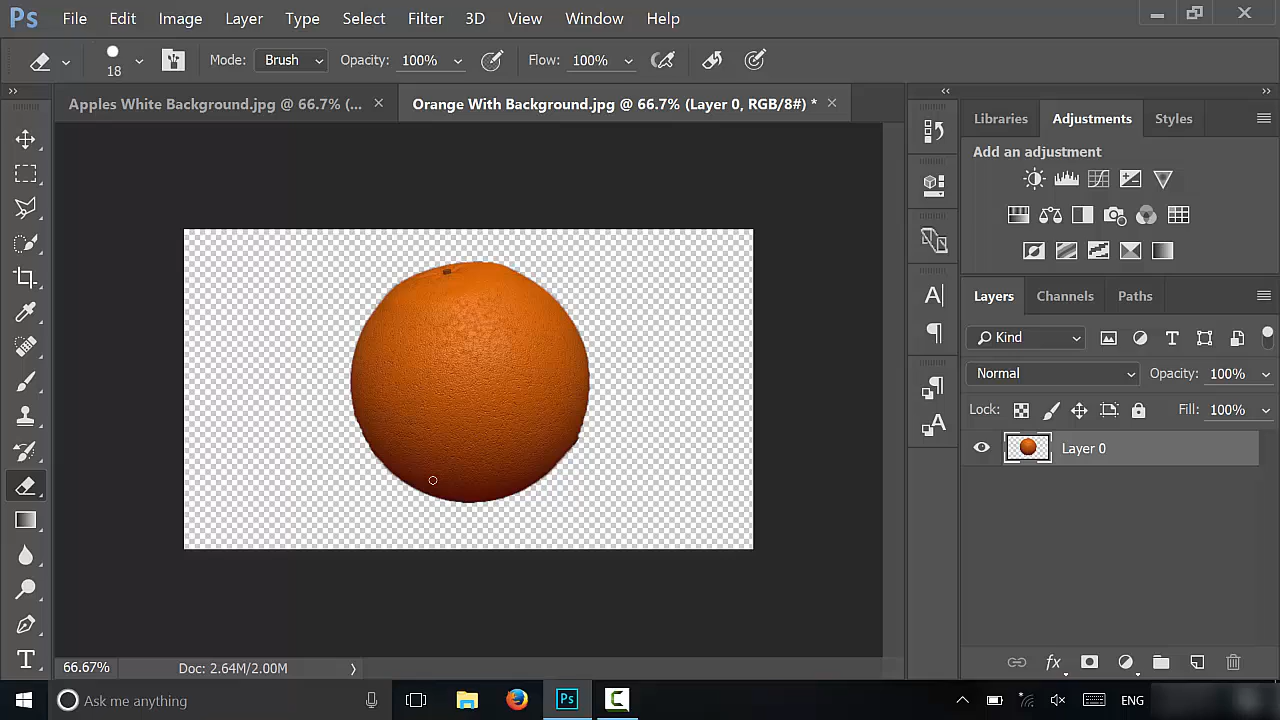 Ps File Edit Image Layer Type Select Filter 3D View Window Help
18 Mode: Brush Opacity: 100% Flow: 100%
Apples White Background.jpg @ 66.7% (... × Orange With Background.jpg @ 66.7% (Layer 0, RGB/8#) * ×
Libraries Adjustments Styles
Add an adjustment
Layers Channels Paths
Kind
Normal Opacity: 100%
Lock: Fill: 100%
Layer 0
fx
66.67% Doc: 2.64M/2.00M
Ask me anything Ps ENG